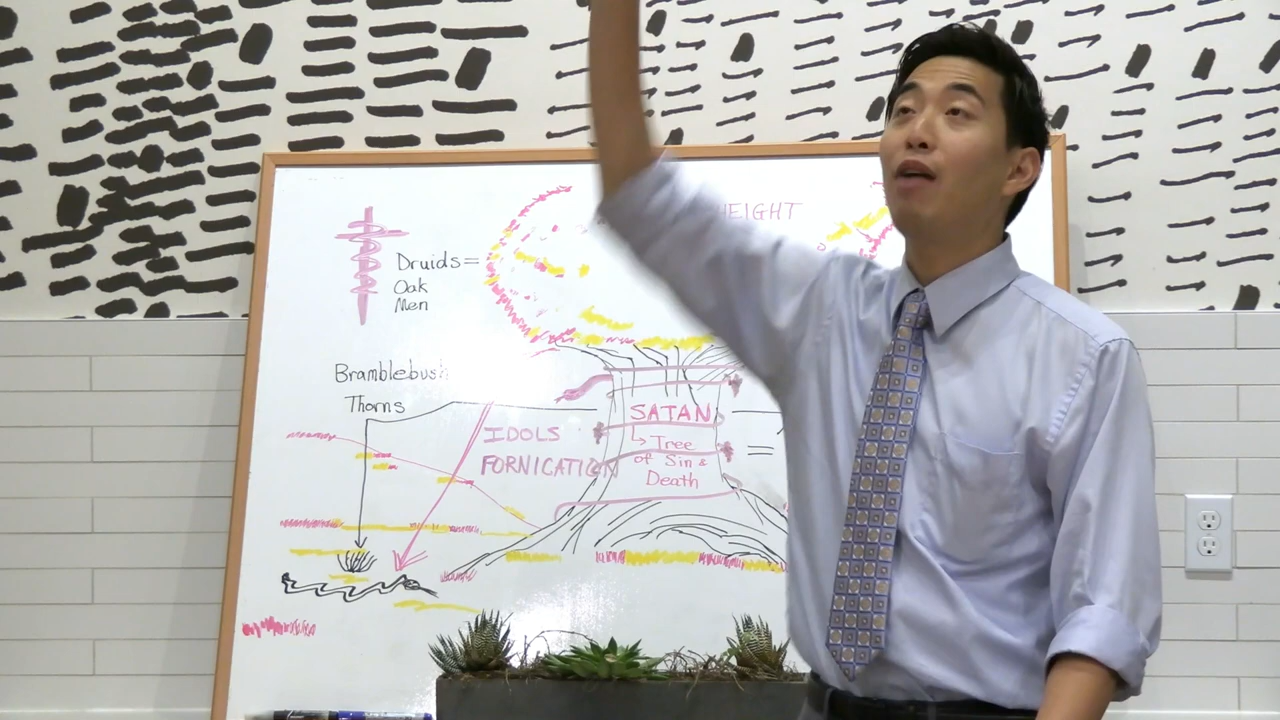 HEIGHT
Druids=
Oak
Men
Bramblebush
Thorns
SATAN
IDOLS
Tree
FORNICATION
of Sin &
Death
=